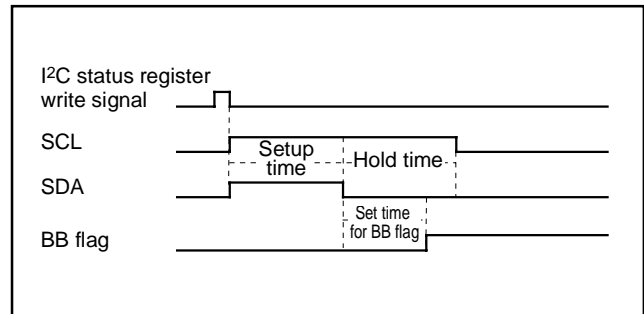 I²C status register
write signal
SCL
Setup
time
Hold time
SDA
Set time
for BB flag
BB flag